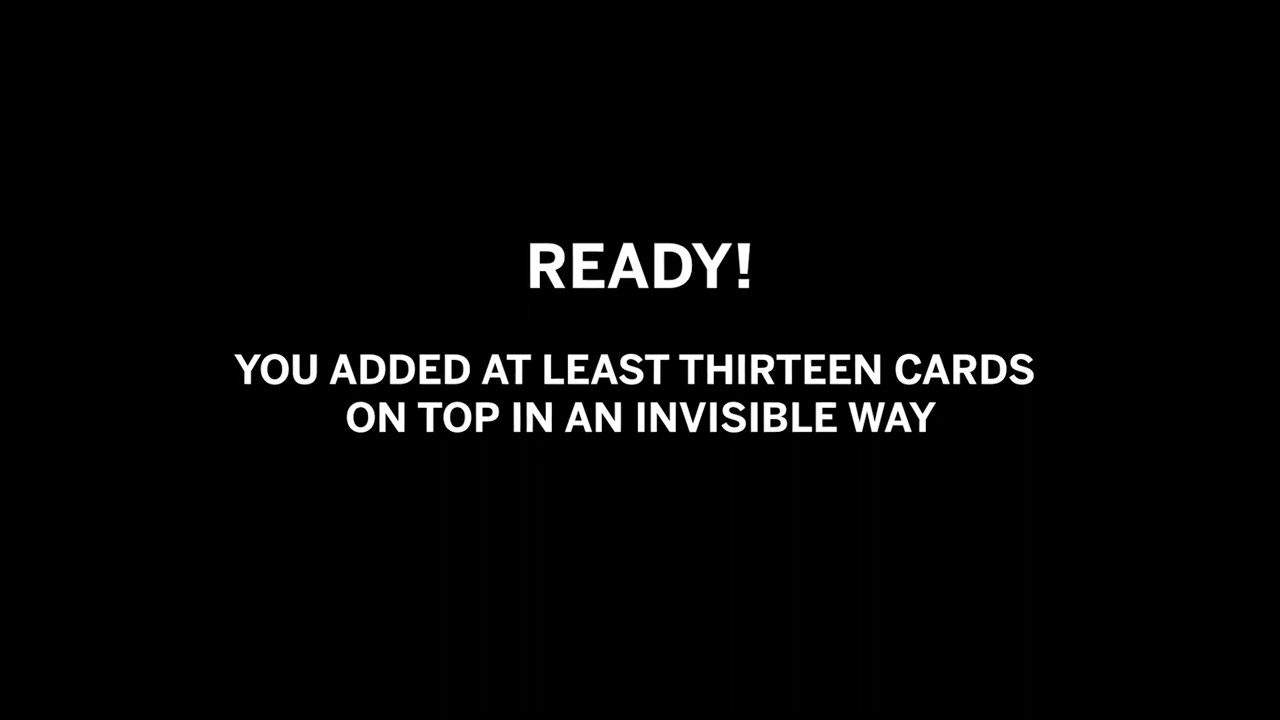 READY!
YOU ADDED AT LEAST THIRTEEN CARDS
ON TOP IN AN INVISIBLE WAY